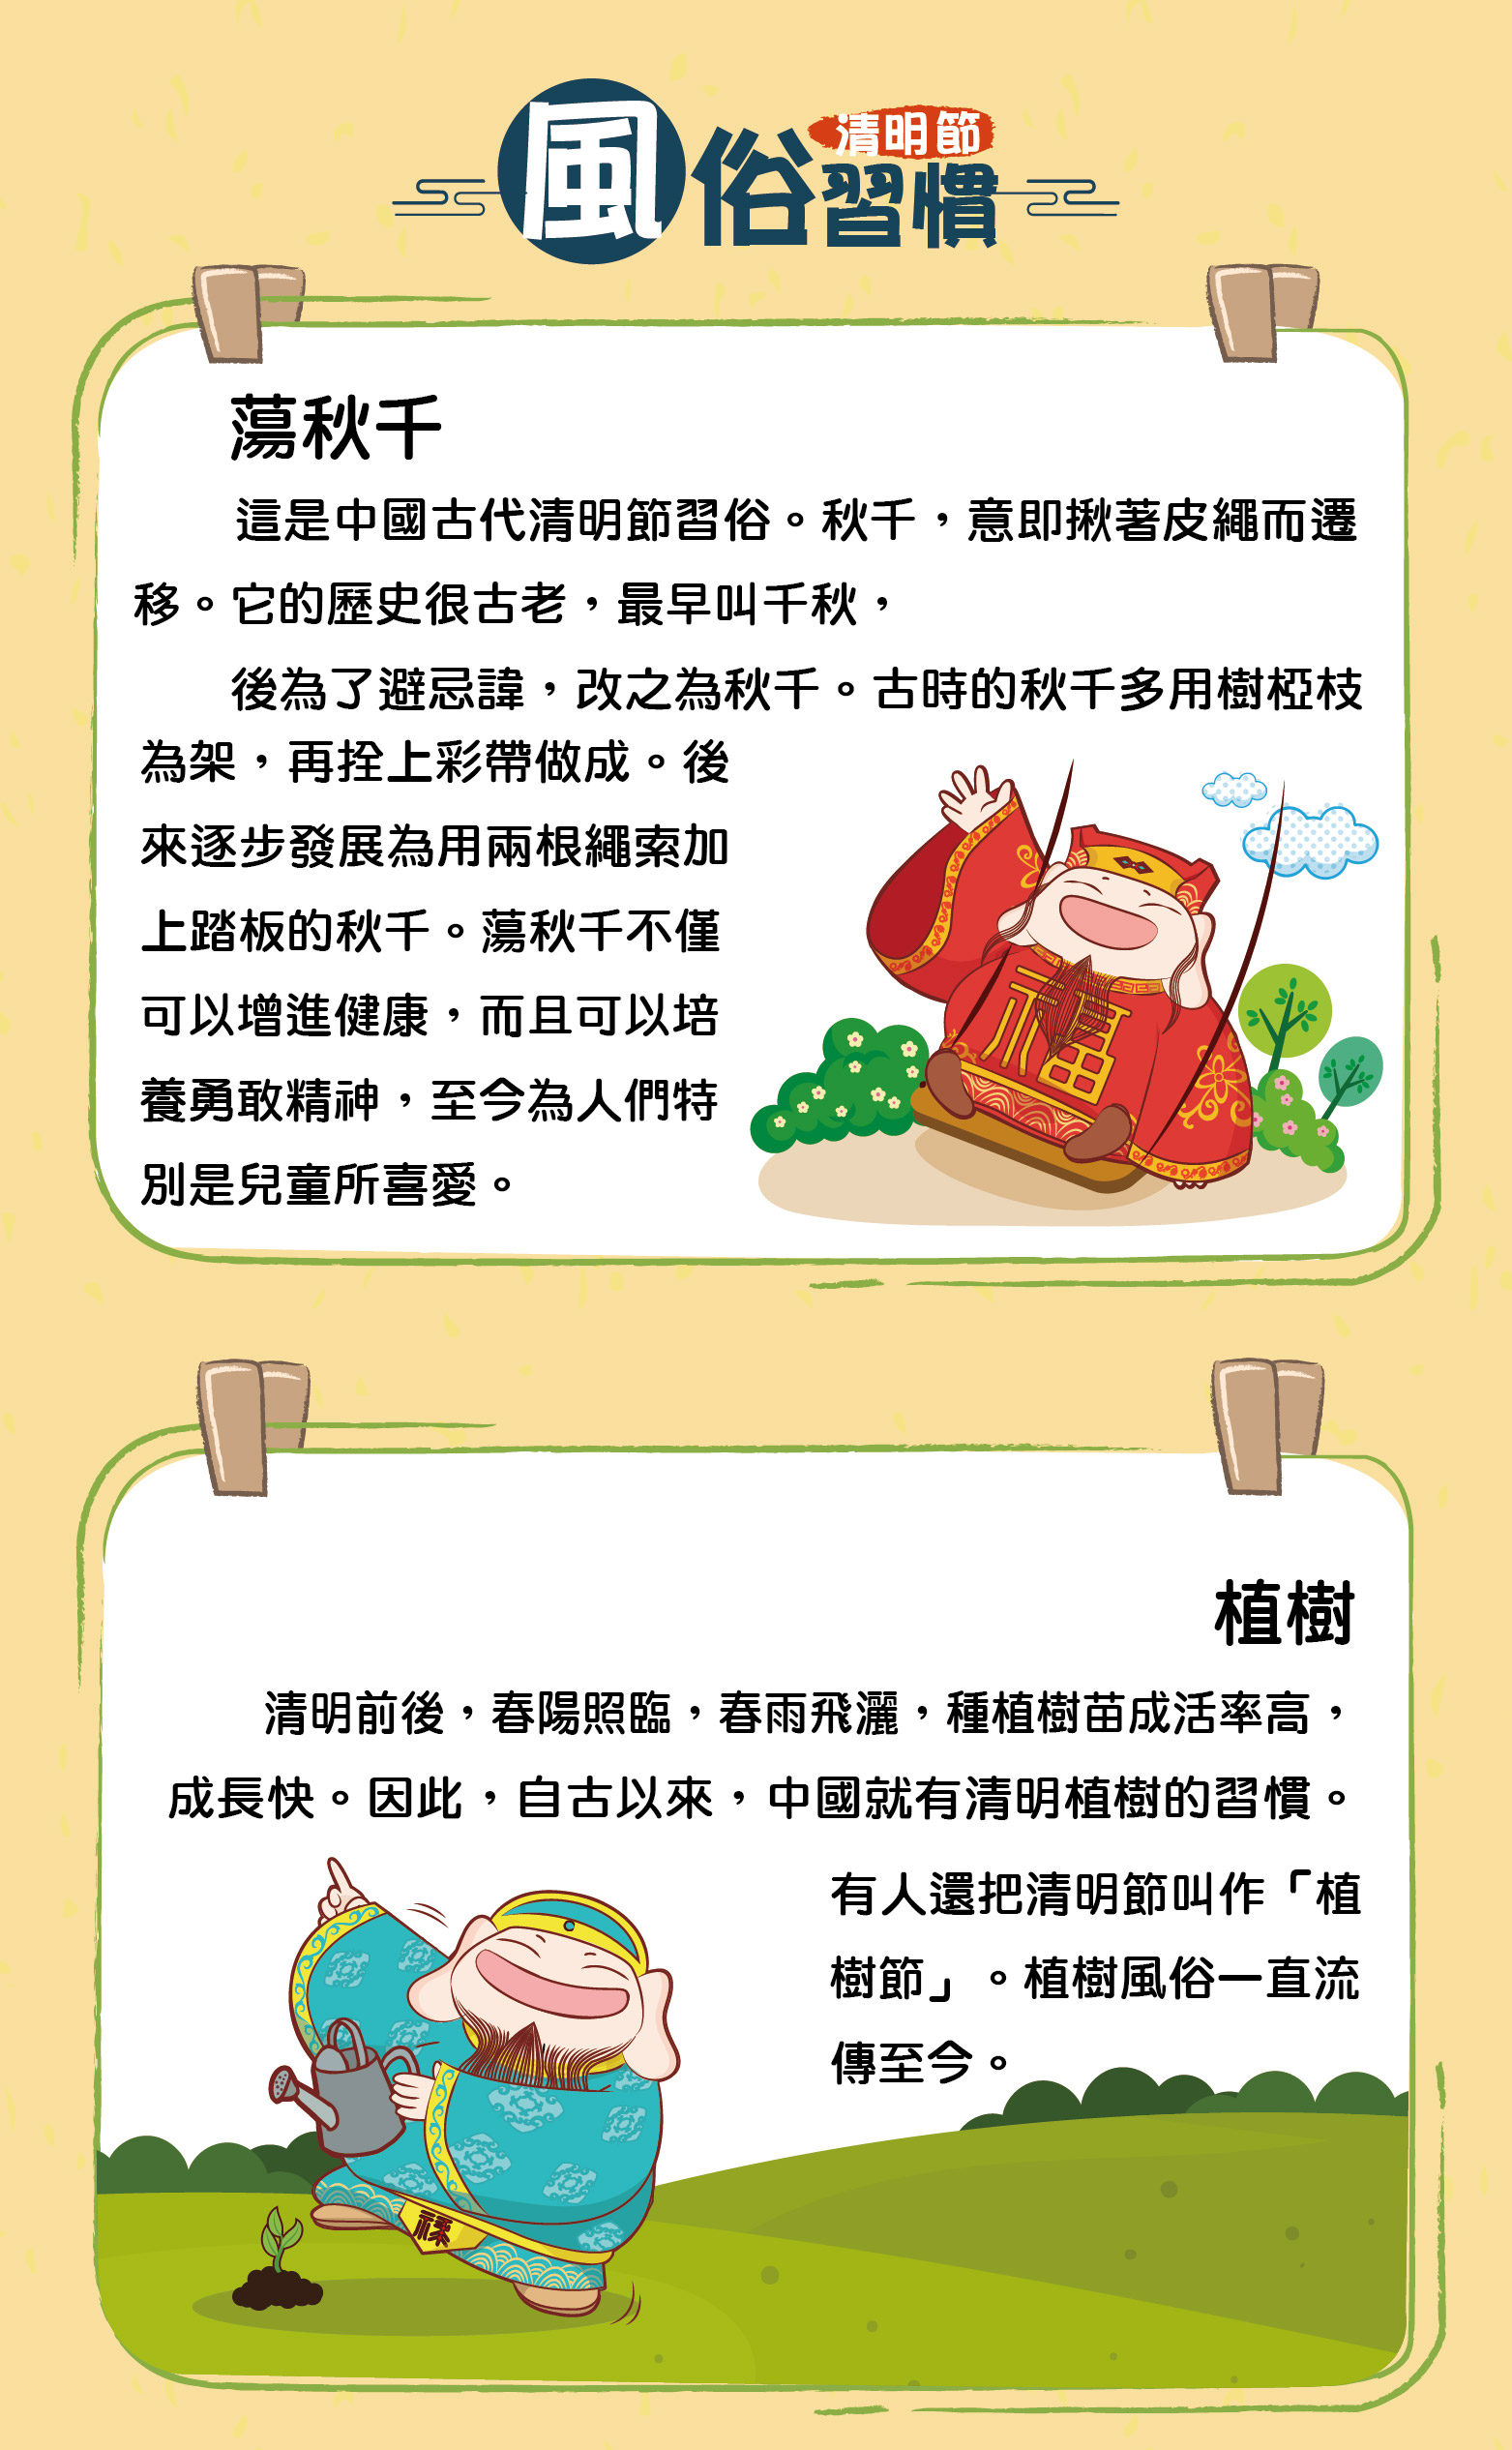 清明節
風俗習慣
蕩秋千
這是中國古代清明節習俗。秋千，意即揪著皮繩而遷
移。它的歷史很古老，最早叫千秋，
後為了避忌諱，改之為秋千。古時的秋千多用樹椏枝
為架，再拴上彩帶做成。後
來逐步發展為用兩根繩索加
上踏板的秋千。蕩秋千不僅
可以增進健康，而且可以培
養勇敢精神，至今為人們特
別是兒童所喜愛。
福
植樹
清明前後，春陽照臨，春雨飛灑，種植樹苗成活率高，
成長快。因此，自古以來，中國就有清明植樹的習慣。
有人還把清明節叫作「植
樹節」。植樹風俗一直流
傳至今。
祿